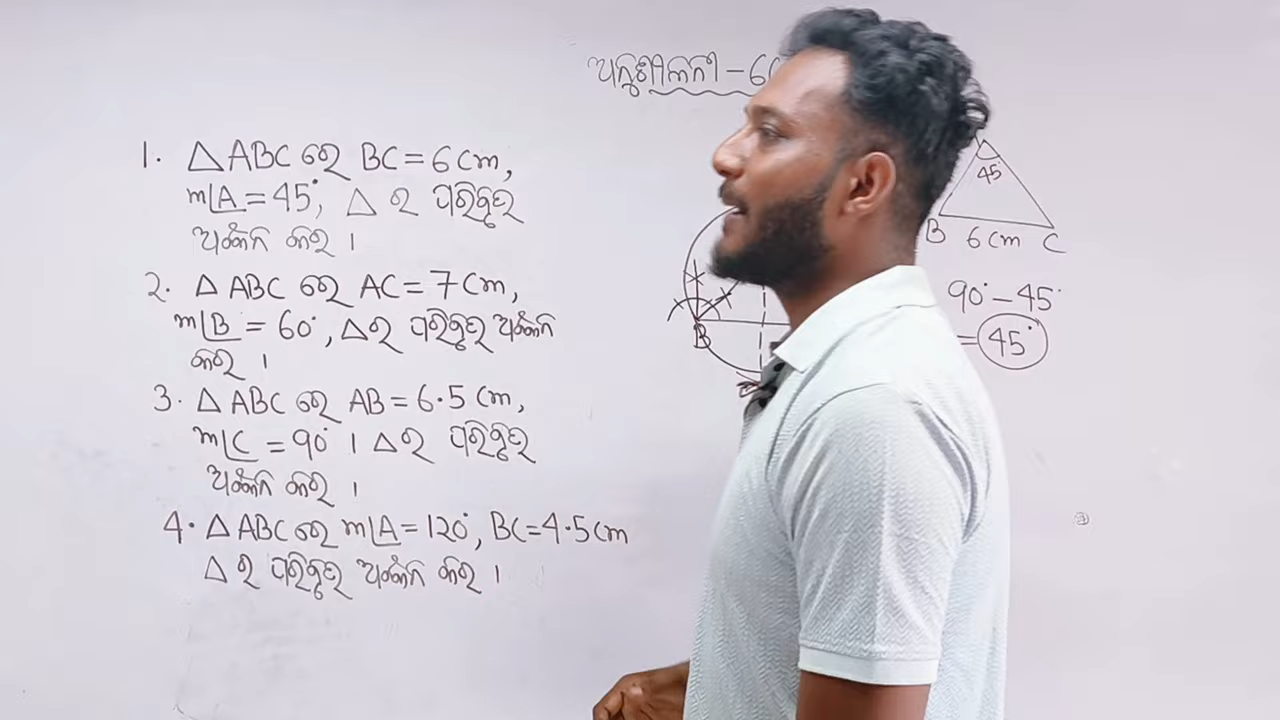 ଅନୁଶୀଳନୀ - 6
1. △ABC ରେ BC = 6 cm,
m∠A = 45°, △ ର ପରିବୃତ୍ତ
ଅଙ୍କନ କର ।
2. △ ABC ରେ AC = 7 cm,
m∠B = 60°, △ର ପରିବୃତ୍ତ ଅଙ୍କନ
କର ।
3. △ ABC ରେ AB = 6.5 cm,
m∠C = 90° । △ ର ପରିବୃତ୍ତ
ଅଙ୍କନ କର ।
4. △ ABC ରେ m∠A = 120°, BC = 4.5 cm
△ ର ପରିବୃତ୍ତ ଅଙ୍କନ କର ।
B
45°
B 6 cm C
90° - 45°
= 45°